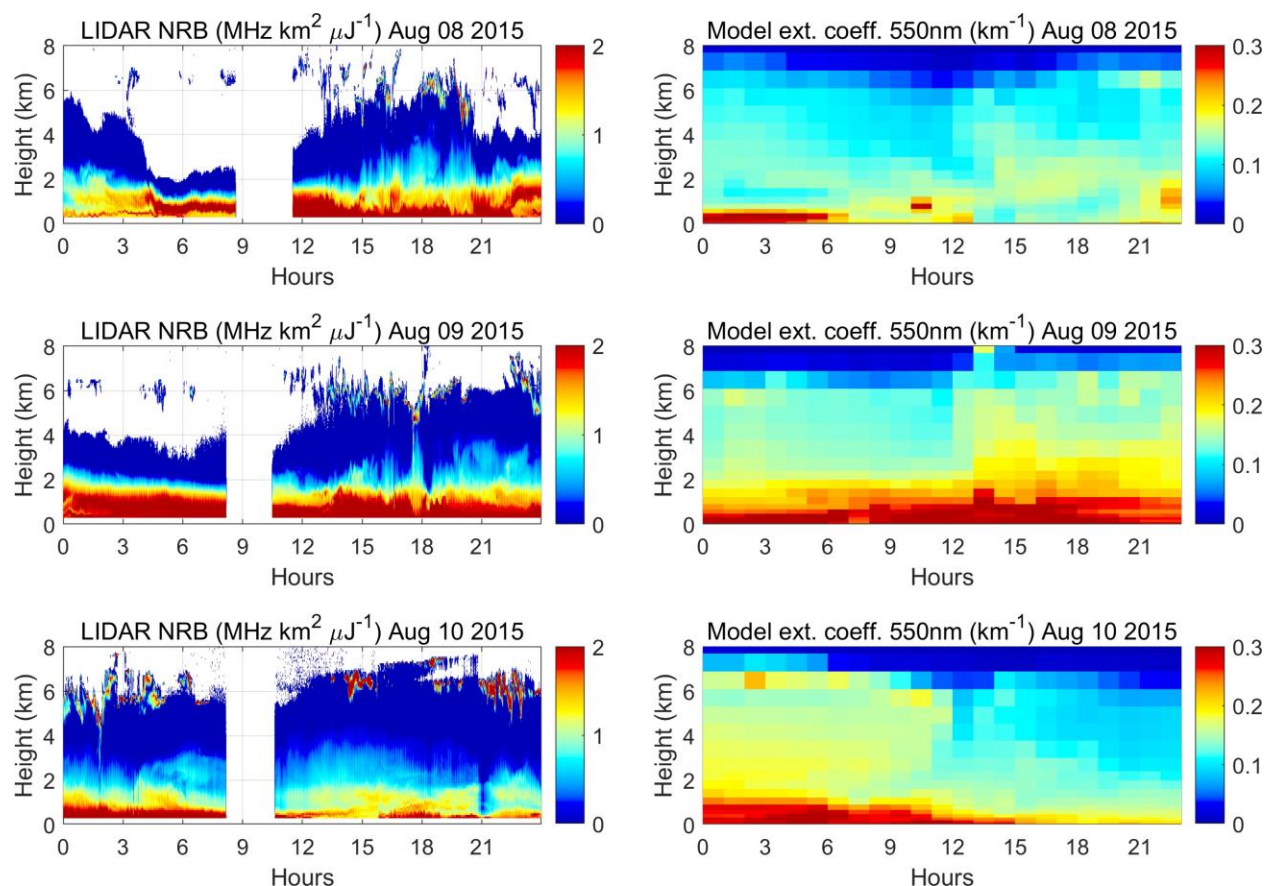 LIDAR NRB (MHz km² μJ⁻¹) Aug 08 2015
Height (km)
8
6
4
2
0
0 3 6 9 12 15 18 21
Hours
2
1
0
Model ext. coeff. 550nm (km⁻¹) Aug 08 2015
Height (km)
8
6
4
2
0
0 3 6 9 12 15 18 21
Hours
0.3
0.2
0.1
0
LIDAR NRB (MHz km² μJ⁻¹) Aug 09 2015
Height (km)
8
6
4
2
0
0 3 6 9 12 15 18 21
Hours
2
1
0
Model ext. coeff. 550nm (km⁻¹) Aug 09 2015
Height (km)
8
6
4
2
0
0 3 6 9 12 15 18 21
Hours
0.3
0.2
0.1
0
LIDAR NRB (MHz km² μJ⁻¹) Aug 10 2015
Height (km)
8
6
4
2
0
0 3 6 9 12 15 18 21
Hours
2
1
0
Model ext. coeff. 550nm (km⁻¹) Aug 10 2015
Height (km)
8
6
4
2
0
0 3 6 9 12 15 18 21
Hours
0.3
0.2
0.1
0